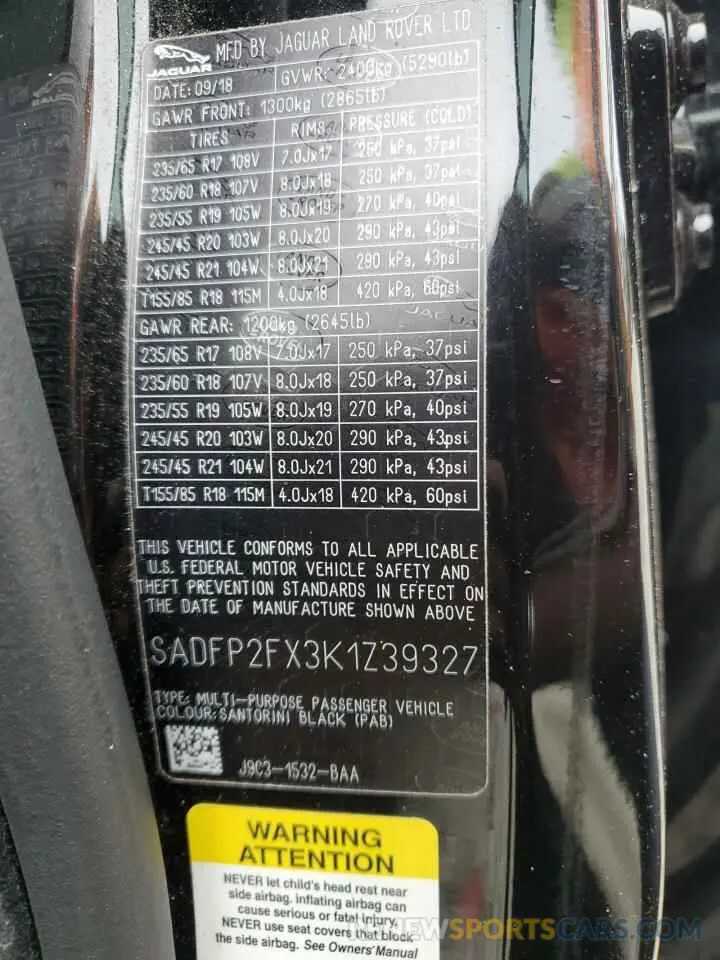 JAGUAR MFD BY JAGUAR LAND ROVER LTD
DATE: 09/18 GVWR: 2400kg (5290lb)
GAWR FRONT: 1300kg (2865lb)
TIRES RIMS PRESSURE (COLD)
235/65 R17 108V 7.0Jx17 250 kPa, 37psi
235/60 R18 107V 8.0Jx18 250 kPa, 37psi
235/55 R19 105W 8.0Jx19 270 kPa, 40psi
245/45 R20 103W 8.0Jx20 290 kPa, 43psi
245/45 R21 104W 8.0Jx21 290 kPa, 43psi
T155/85 R18 115M 4.0Jx18 420 kPa, 60psi
GAWR REAR: 1200kg (2645lb)
235/65 R17 108V 7.0Jx17 250 kPa, 37psi
235/60 R18 107V 8.0Jx18 250 kPa, 37psi
235/55 R19 105W 8.0Jx19 270 kPa, 40psi
245/45 R20 103W 8.0Jx20 290 kPa, 43psi
245/45 R21 104W 8.0Jx21 290 kPa, 43psi
T155/85 R18 115M 4.0Jx18 420 kPa, 60psi
THIS VEHICLE CONFORMS TO ALL APPLICABLE
U.S. FEDERAL MOTOR VEHICLE SAFETY AND
THEFT PREVENTION STANDARDS IN EFFECT ON
THE DATE OF MANUFACTURE SHOWN ABOVE
SADFP2FX3K1Z39327
TYPE: MULTI-PURPOSE PASSENGER VEHICLE
COLOUR: SANTORINI BLACK (PAB)
J9C3-1532-BAA
WARNING
ATTENTION
NEVER let child's head rest near
side airbag, inflating airbag can
cause serious or fatal injury.
NEVER use seat covers that block
the side airbag. See Owners' Manual
VIEWSPORTSCARS.COM